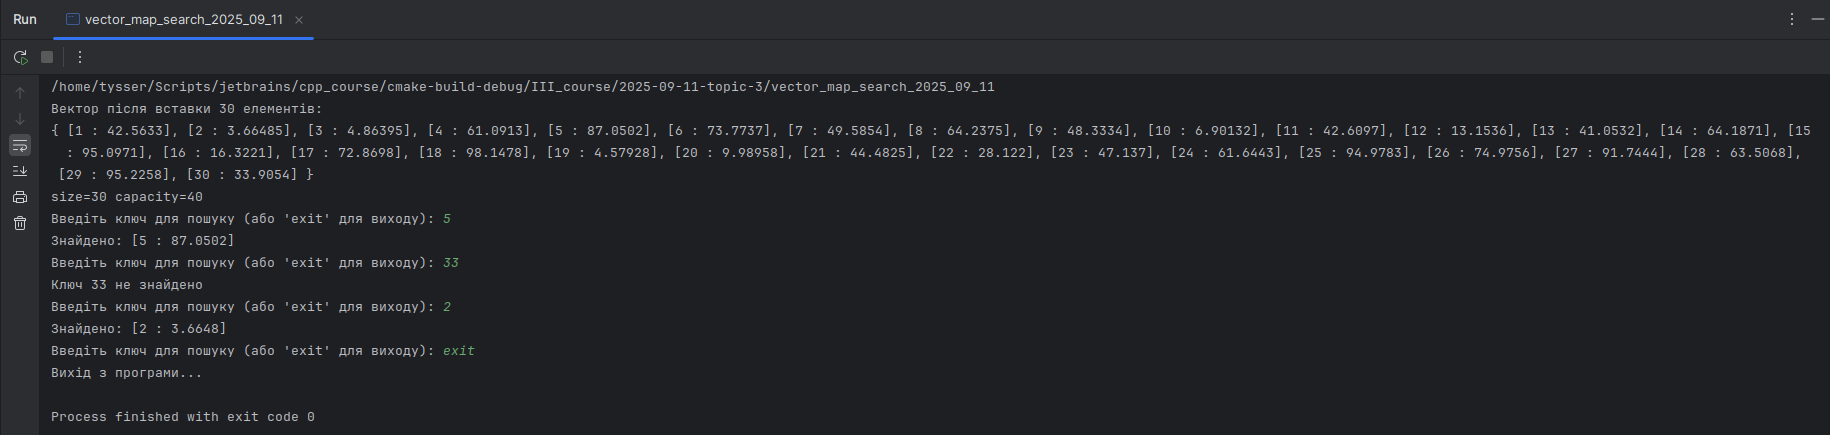 Run vector_map_search_2025_09_11
/home/tysser/Scripts/jetbrains/cpp_course/cmake-build-debug/III_course/2025-09-11-topic-3/vector_map_search_2025_09_11
Вектор після вставки 30 елементів:
{ [1 : 42.5633], [2 : 3.66485], [3 : 4.86395], [4 : 61.0913], [5 : 87.0502], [6 : 73.7737], [7 : 49.5854], [8 : 64.2375], [9 : 48.3334], [10 : 6.90132], [11 : 42.6097], [12 : 13.1536], [13 : 41.0532], [14 : 64.1871], [15
: 95.0971], [16 : 16.3221], [17 : 72.8698], [18 : 98.1478], [19 : 4.57928], [20 : 9.98958], [21 : 44.4825], [22 : 28.122], [23 : 47.137], [24 : 61.6443], [25 : 94.9783], [26 : 74.9756], [27 : 91.7444], [28 : 63.5068],
[29 : 95.2258], [30 : 33.9054] }
size=30 capacity=40
Введіть ключ для пошуку (або 'exit' для виходу): 5
Знайдено: [5 : 87.0502]
Введіть ключ для пошуку (або 'exit' для виходу): 33
Ключ 33 не знайдено
Введіть ключ для пошуку (або 'exit' для виходу): 2
Знайдено: [2 : 3.6648]
Введіть ключ для пошуку (або 'exit' для виходу): exit
Вихід з програми...
Process finished with exit code 0